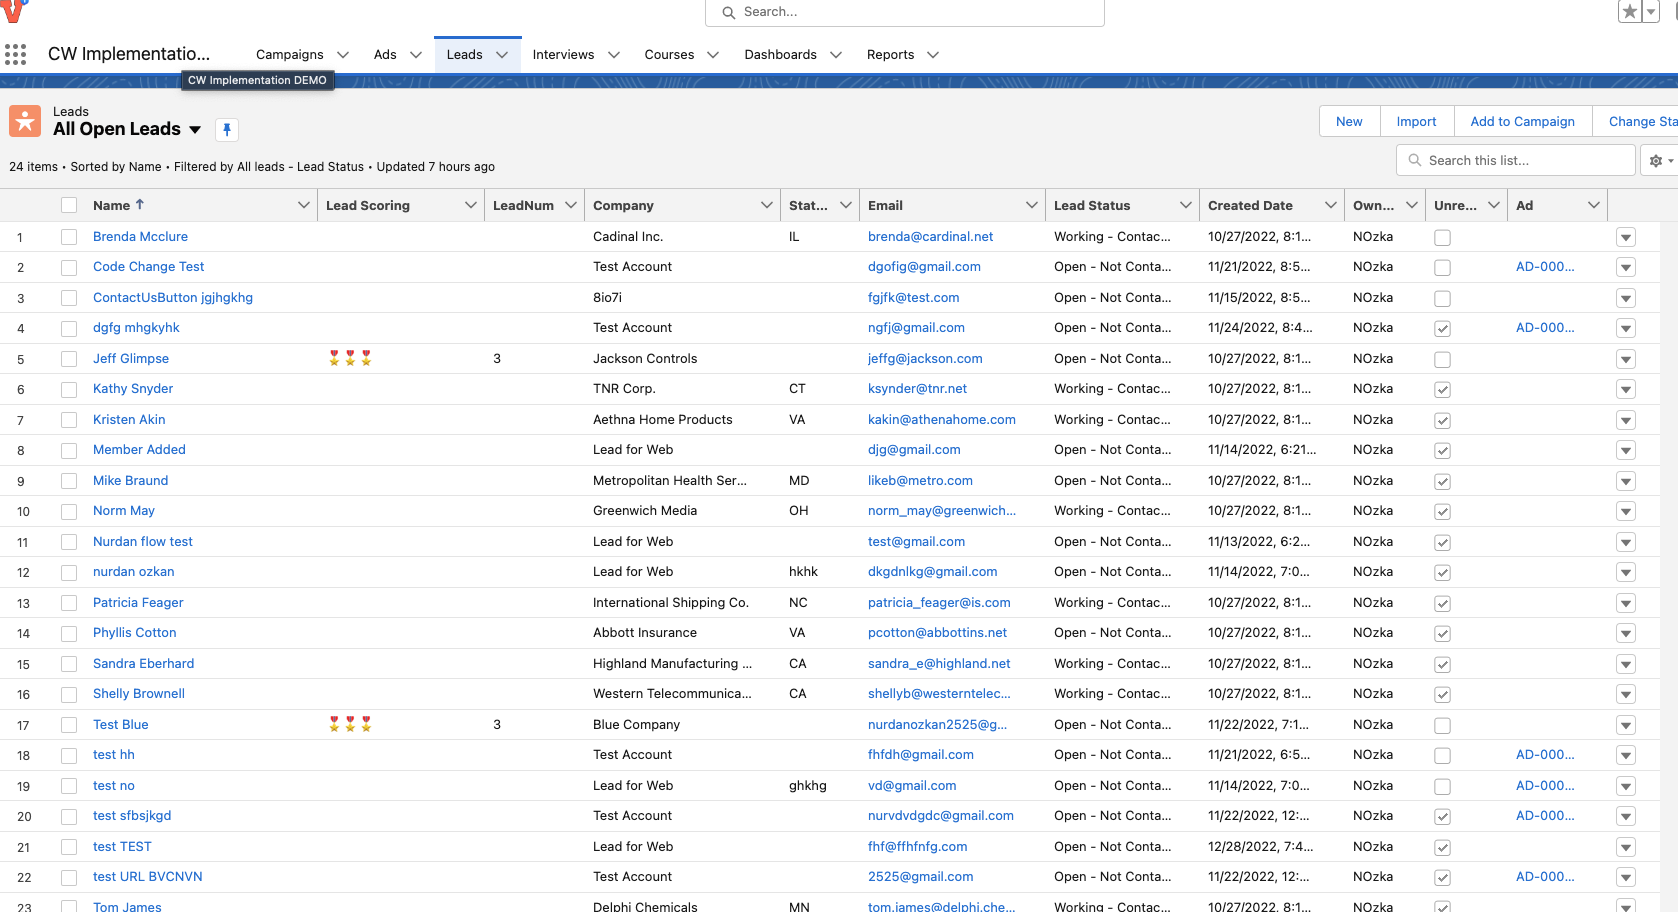 Search...
CW Implementatio... Campaigns Ads Leads Interviews Courses Dashboards Reports
CW Implementation DEMO
Leads
All Open Leads
New Import Add to Campaign Change Sta
24 items • Sorted by Name • Filtered by All leads - Lead Status • Updated 7 hours ago
Search this list...
Name Lead Scoring LeadNum Company Stat... Email Lead Status Created Date Own... Unre... Ad
1 Brenda Mcclure Cadinal Inc. IL brenda@cardinal.net Working - Contac... 10/27/2022, 8:1... NOzka
2 Code Change Test Test Account dgofig@gmail.com Open - Not Conta... 11/21/2022, 8:5... NOzka AD-000...
3 ContactUsButton jgjhgkhg 8io7i fgjfk@test.com Open - Not Conta... 11/15/2022, 8:5... NOzka
4 dgfg mhgkyhk Test Account ngfj@gmail.com Open - Not Conta... 11/24/2022, 8:4... NOzka AD-000...
5 Jeff Glimpse 3 Jackson Controls jeffg@jackson.com Open - Not Conta... 10/27/2022, 8:1... NOzka
6 Kathy Snyder TNR Corp. CT ksynder@tnr.net Working - Contac... 10/27/2022, 8:1... NOzka
7 Kristen Akin Aethna Home Products VA kakin@athenahome.com Working - Contac... 10/27/2022, 8:1... NOzka
8 Member Added Lead for Web djg@gmail.com Open - Not Conta... 11/14/2022, 6:21... NOzka
9 Mike Braund Metropolitan Health Ser... MD likeb@metro.com Open - Not Conta... 10/27/2022, 8:1... NOzka
10 Norm May Greenwich Media OH norm_may@greenwich... Working - Contac... 10/27/2022, 8:1... NOzka
11 Nurdan flow test Lead for Web test@gmail.com Open - Not Conta... 11/13/2022, 6:2... NOzka
12 nurdan ozkan Lead for Web hkhk dkgdnlkg@gmail.com Open - Not Conta... 11/14/2022, 7:0... NOzka
13 Patricia Feager International Shipping Co. NC patricia_feager@is.com Working - Contac... 10/27/2022, 8:1... NOzka
14 Phyllis Cotton Abbott Insurance VA pcotton@abbottins.net Open - Not Conta... 10/27/2022, 8:1... NOzka
15 Sandra Eberhard Highland Manufacturing ... CA sandra_e@highland.net Working - Contac... 10/27/2022, 8:1... NOzka
16 Shelly Brownell Western Telecommunica... CA shellyb@westerntelec... Working - Contac... 10/27/2022, 8:1... NOzka
17 Test Blue 3 Blue Company nurdanozkan2525@g... Open - Not Conta... 11/22/2022, 7:1... NOzka
18 test hh Test Account fhfdh@gmail.com Open - Not Conta... 11/21/2022, 6:5... NOzka AD-000...
19 test no Lead for Web ghkhg vd@gmail.com Open - Not Conta... 11/14/2022, 7:0... NOzka AD-000...
20 test sfbsjkgd Test Account nurvdvdgdc@gmail.com Open - Not Conta... 11/22/2022, 12:... NOzka AD-000...
21 test TEST Lead for Web fhf@ffhfnfg.com Open - Not Conta... 12/28/2022, 7:4... NOzka
22 test URL BVCNVN Test Account 2525@gmail.com Open - Not Conta... 11/22/2022, 12:... NOzka AD-000...
23 Tom James Delphi Chemicals MN tom.james@delphi.che... Working - Contac... 10/27/2022, 8:1... NOzka